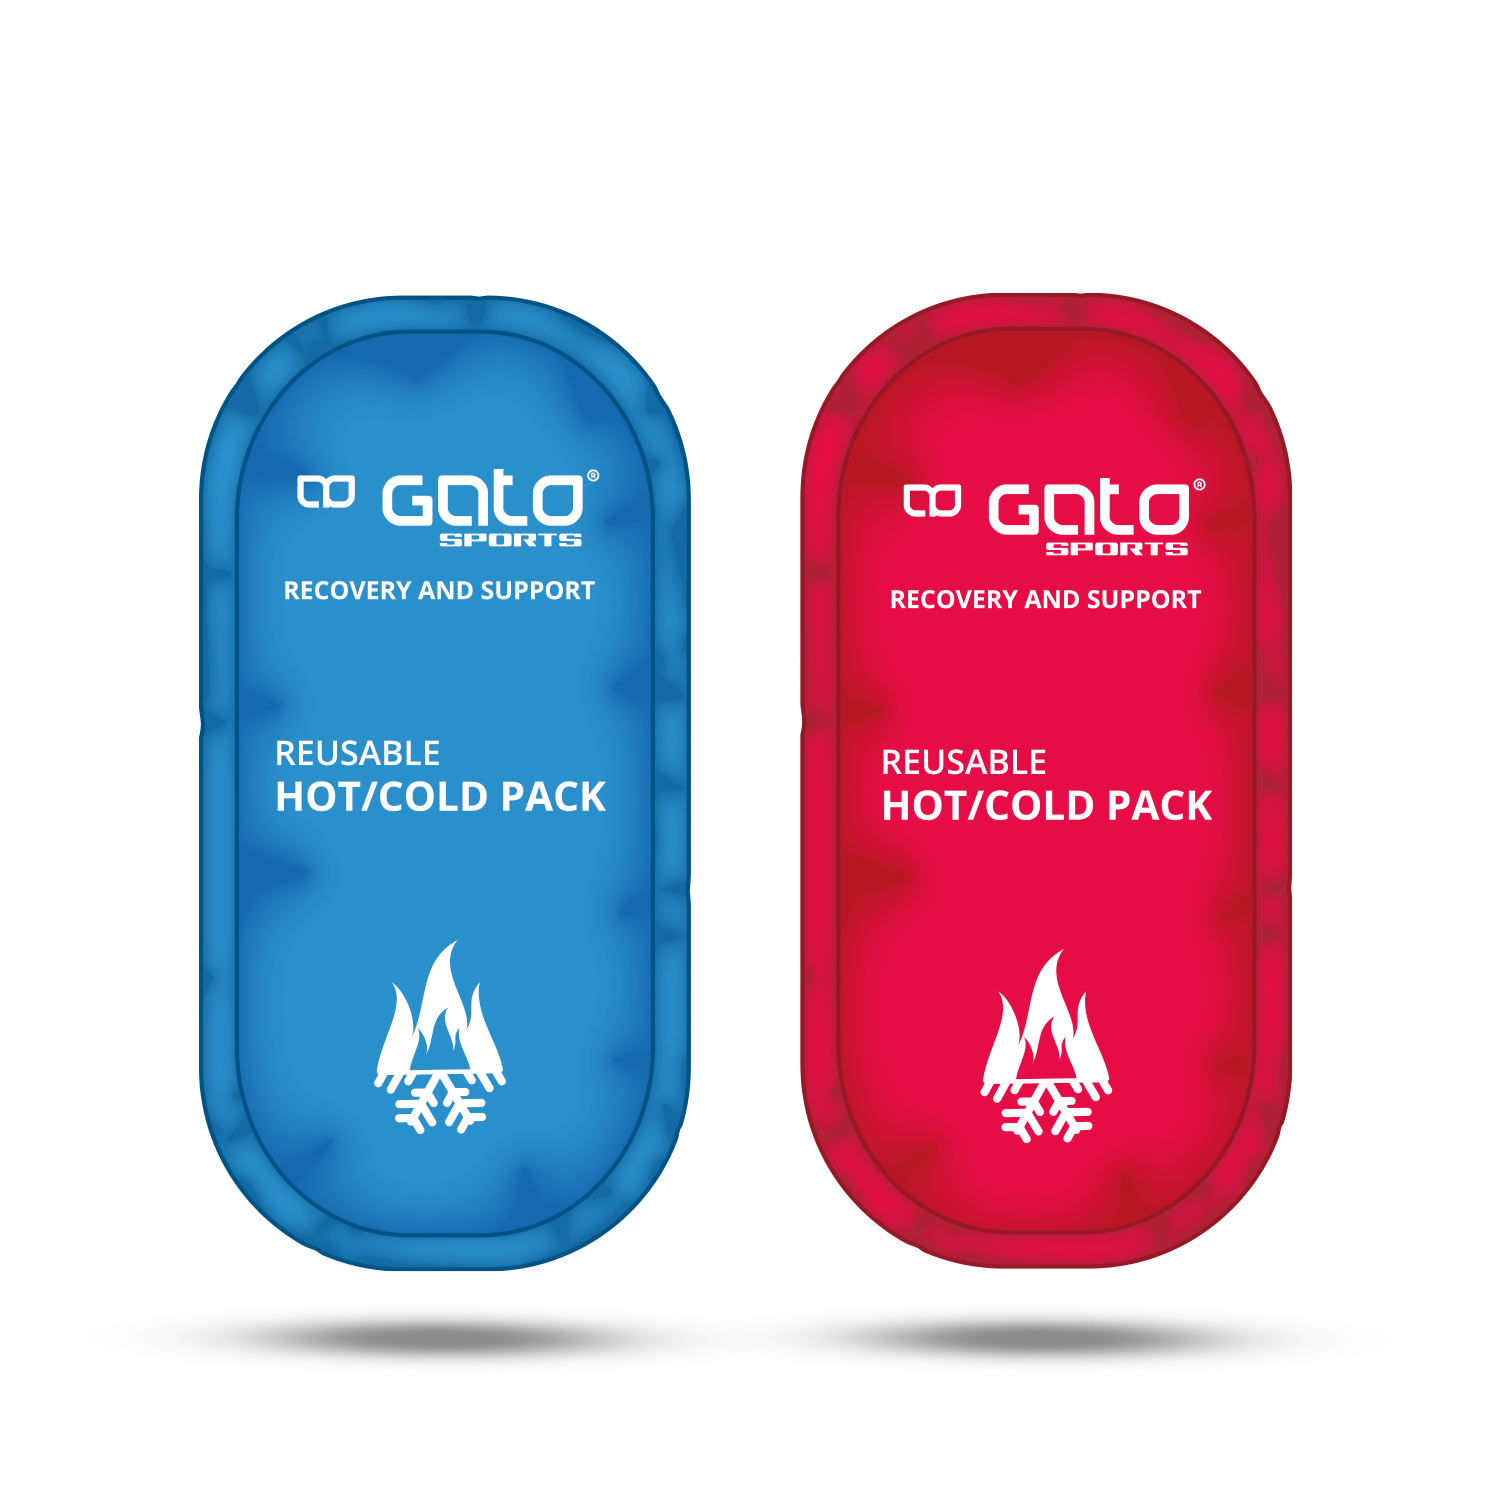 Gato®
SPORTS
RECOVERY AND SUPPORT
REUSABLE
HOT/COLD PACK
Gato®
SPORTS
RECOVERY AND SUPPORT
REUSABLE
HOT/COLD PACK